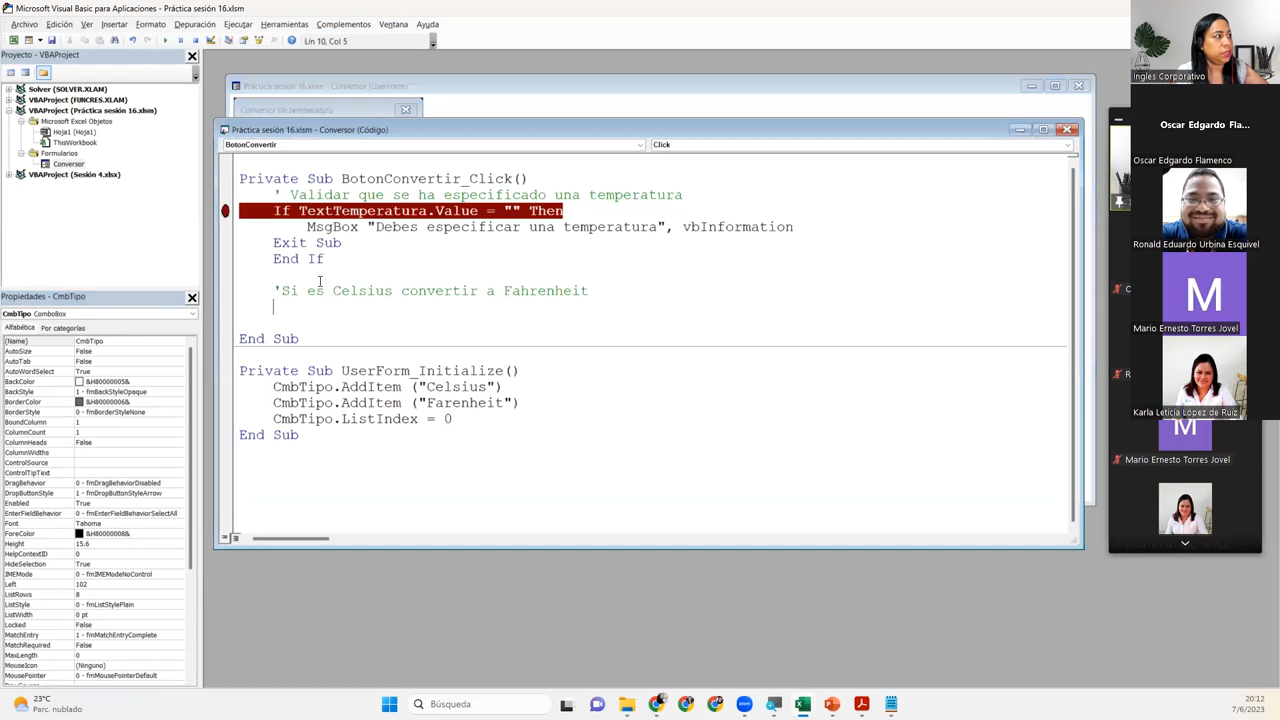 Microsoft Visual Basic para Aplicaciones - Práctica sesión 16.xlsm
Archivo Edición Ver Insertar Formato Depuración Ejecutar Herramientas Complementos Ventana Ayuda
Lín 10, Col 5
Proyecto - VBAProject
Solver (SOLVER.XLAM)
VBAProject (FUNCRES.XLAM)
VBAProject (Práctica sesión 16.xlsm)
Microsoft Excel Objetos
Hoja1 (Hoja1)
ThisWorkbook
Formularios
Conversor
VBAProject (Sesión 4.xlsx)
Propiedades - CmbTipo
CmbTipo ComboBox
Alfabética Por categorías
(Name) CmbTipo
AutoSize False
AutoTab False
AutoWordSelect True
BackColor &H80000005&
BackStyle 1 - fmBackStyleOpaque
BorderColor &H80000006&
BorderStyle 0 - fmBorderStyleNone
BoundColumn 1
ColumnCount 1
ColumnHeads False
ColumnWidths
ControlSource
ControlTipText
DragBehavior 0 - fmDragBehaviorDisabled
DropButtonStyle 1 - fmDropButtonStyleArrow
Enabled True
EnterFieldBehavior 0 - fmEnterFieldBehaviorSelectAll
Font Tahoma
ForeColor &H80000008&
Height 15.6
HelpContextID 0
HideSelection True
IMEMode 0 - fmIMEModeNoControl
Left 102
ListRows 8
ListStyle 0 - fmListStylePlain
ListWidth 0 pt
Locked False
MatchEntry 1 - fmMatchEntryComplete
MatchRequired False
MaxLength 0
MouseIcon (Ninguno)
MousePointer 0 - fmMousePointerDefault
Práctica sesión 16.xlsm - Conversor (UserForm)
Conversor de temperatura
Práctica sesión 16.xlsm - Conversor (Código)
BotonConvertir Click
Private Sub BotonConvertir_Click()
' Validar que se ha especificado una temperatura
If TextTemperatura.Value = "" Then
MsgBox "Debes especificar una temperatura", vbInformation
Exit Sub
End If
'Si es Celsius convertir a Fahrenheit
End Sub
Private Sub UserForm_Initialize()
CmbTipo.AddItem ("Celsius")
CmbTipo.AddItem ("Farenheit")
CmbTipo.ListIndex = 0
End Sub
Ingles Corporativo
Oscar Edgardo Fla...
Oscar Edgardo Flamenco
Ronald Eduardo Urbina Esquivel
M
Mario Ernesto Torres Jovel
Karla Leticia López de Ruiz
M
Mario Ernesto Torres Jovel
23°C
Parc. nublado
Búsqueda
20:12
7/6/2023